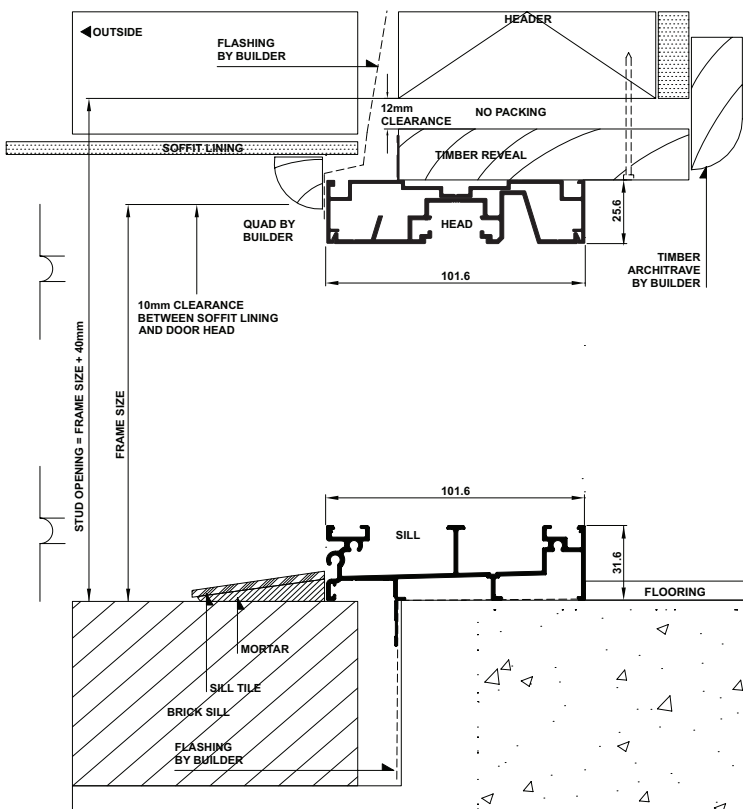 HEADER
OUTSIDE
FLASHING
BY BUILDER
12mm
CLEARANCE
NO PACKING
SOFFIT LINING
TIMBER REVEAL
25.6
HEAD
QUAD BY
BUILDER
TIMBER
ARCHITRAVE
BY BUILDER
101.6
10mm CLEARANCE
BETWEEN SOFFIT LINING
AND DOOR HEAD
STUD OPENING = FRAME SIZE + 40mm
FRAME SIZE
101.6
SILL
31.6
FLOORING
MORTAR
SILL TILE
BRICK SILL
FLASHING
BY BUILDER